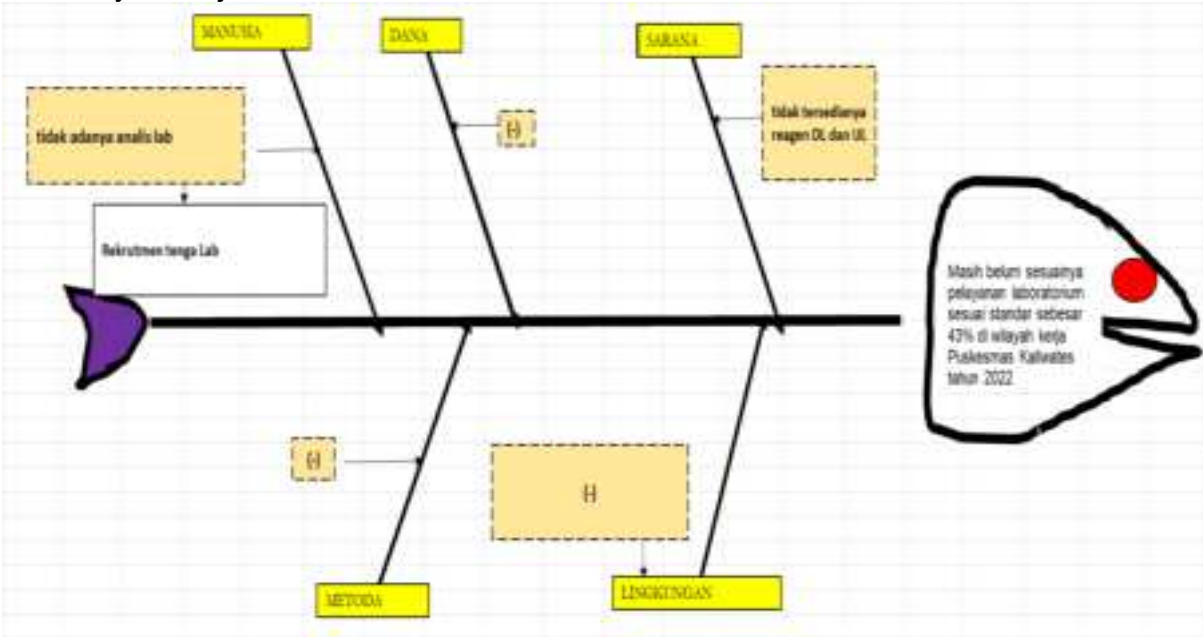 MANUSIA
DANA
SARANA
tidak adanya analis lab
(-)
tidak tersedianya
reagen DL dan UL
Rekrutmen tenga Lab
Masih belum sesuainya
pelayanan laboratorium
sesuai standar sebesar
43% di wilayah kerja
Puskesmas Kaliwates
tahun 2022
(-)
(-)
METODA
LINGKUNGAN